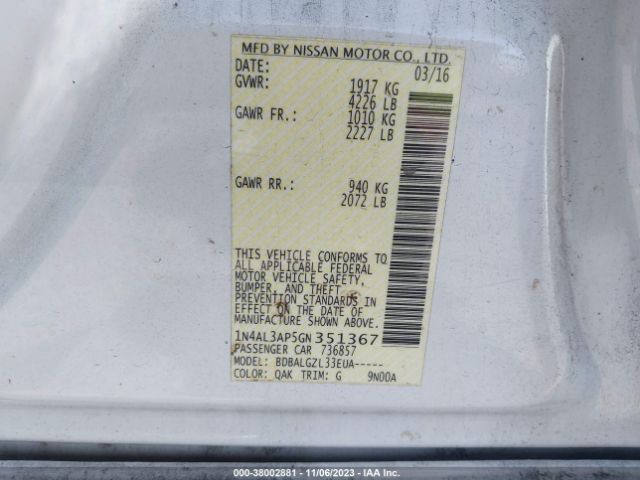 MFD BY NISSAN MOTOR CO., LTD.
DATE: 03/16
GVWR: 1917 KG
4226 LB
GAWR FR.: 1010 KG
2227 LB
GAWR RR.: 940 KG
2072 LB
THIS VEHICLE CONFORMS TO
ALL APPLICABLE FEDERAL
MOTOR VEHICLE SAFETY,
BUMPER, AND THEFT
PREVENTION STANDARDS IN
EFFECT ON THE DATE OF
MANUFACTURE SHOWN ABOVE.
1N4AL3AP5GN351367
PASSENGER CAR 736857
MODEL: BDBALGZL33EUA-----
COLOR: QAK TRIM: G 9N00A
000-38002881 - 11/06/2023 - IAA Inc.